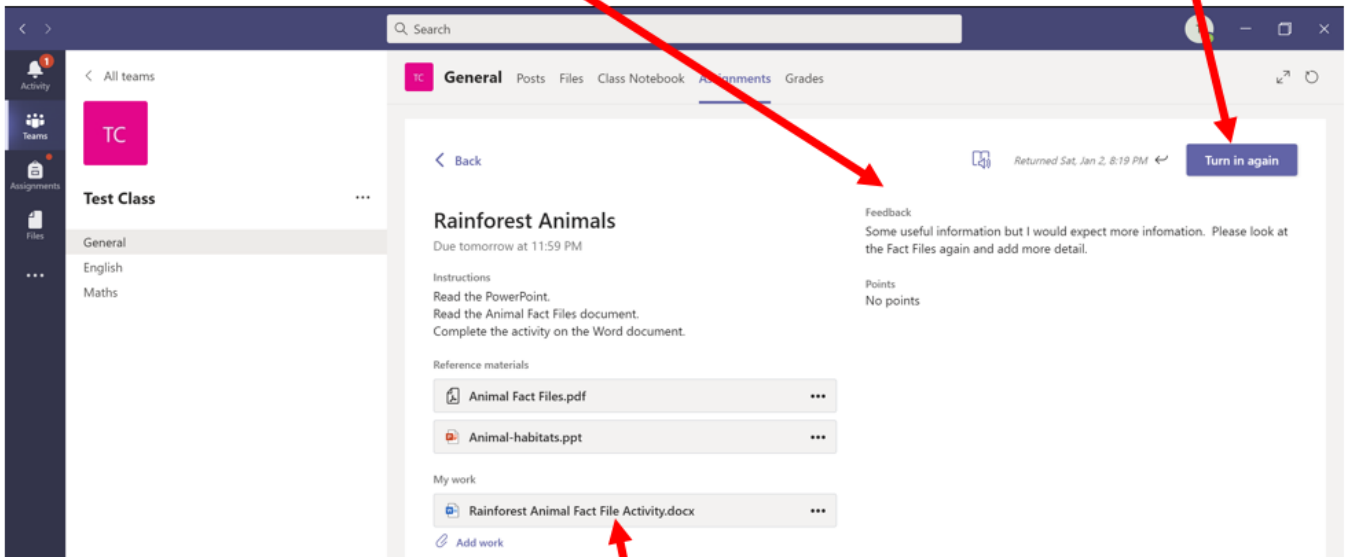 Search
1
Activity
Teams
Assignments
Files
All teams
TC
Test Class
General
English
Maths
TC
General Posts Files Class Notebook Assignments Grades
Back
Returned Sat, Jan 2, 8:19 PM
Turn in again
Rainforest Animals
Due tomorrow at 11:59 PM
Instructions
Read the PowerPoint.
Read the Animal Fact Files document.
Complete the activity on the Word document.
Reference materials
Animal Fact Files.pdf
Animal-habitats.ppt
My work
Rainforest Animal Fact File Activity.docx
Add work
Feedback
Some useful information but I would expect more infomation. Please look at
the Fact Files again and add more detail.
Points
No points